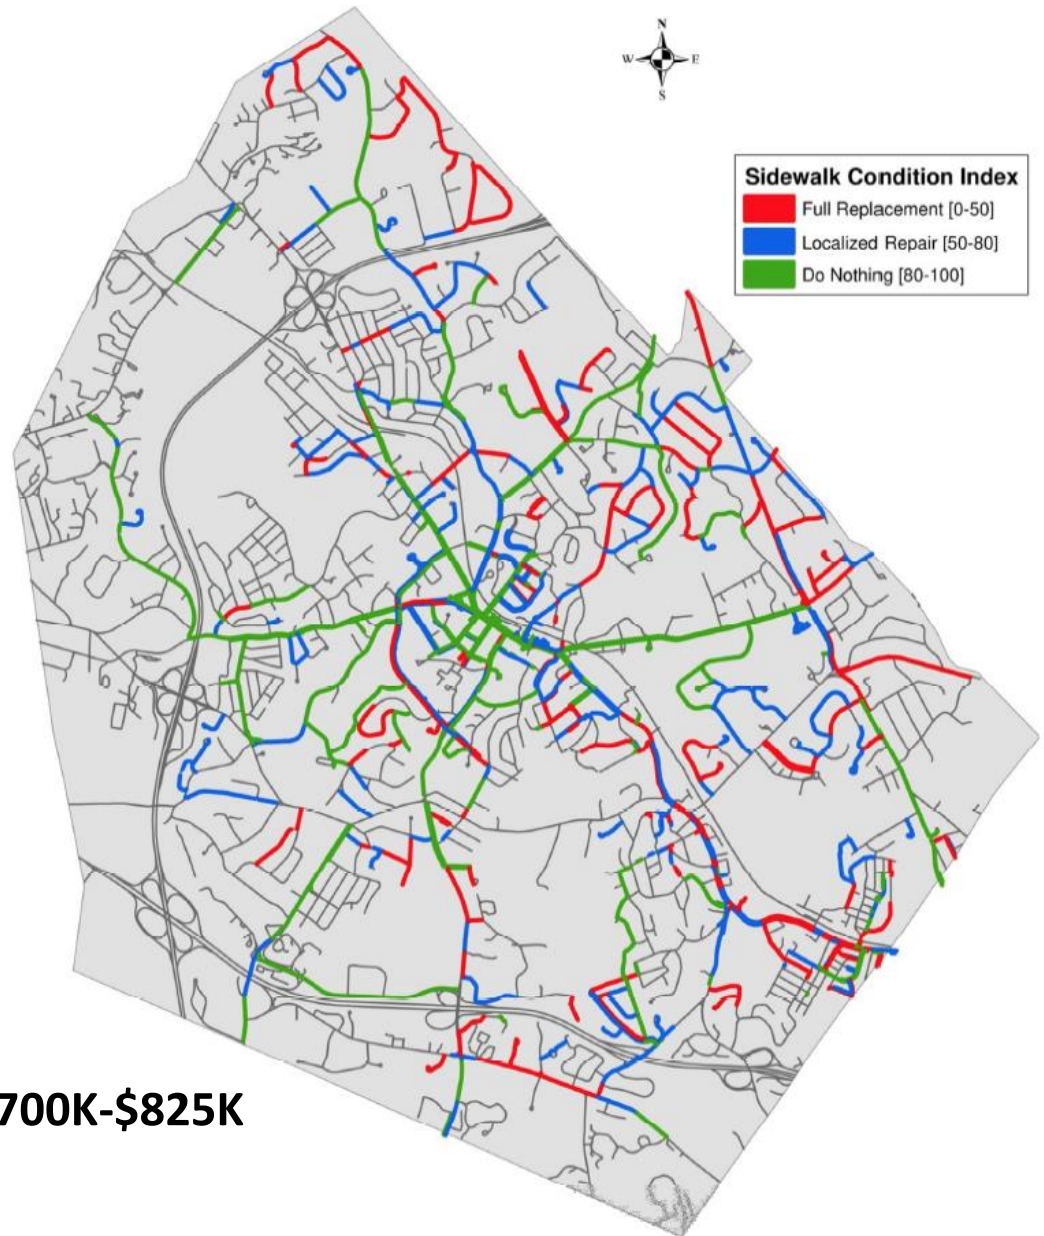 N
W E
S
Sidewalk Condition Index
Full Replacement [0-50]
Localized Repair [50-80]
Do Nothing [80-100]
700K-$825K